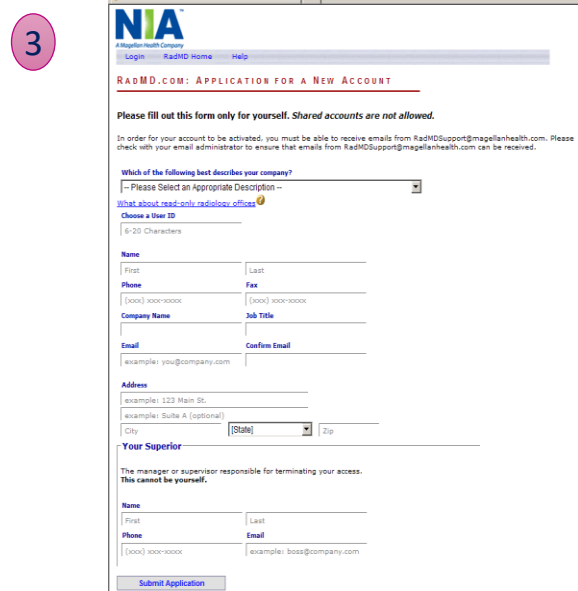 3
NIA
A Magellan Health Company
Login RadMD Home Help
RADMD.COM: APPLICATION FOR A NEW ACCOUNT
Please fill out this form only for yourself. Shared accounts are not allowed.
In order for your account to be activated, you must be able to receive emails from RadMDSupport@magellanhealth.com. Please
check with your email administrator to ensure that emails from RadMDSupport@magellanhealth.com can be received.
Which of the following best describes your company?
-- Please Select an Appropriate Description --
What about read-only radiology offices
Choose a User ID
6-20 Characters
Name
First Last
Phone Fax
(xxx) xxx-xxxx (xxx) xxx-xxxx
Company Name Job Title
Email Confirm Email
example: you@company.com
Address
example: 123 Main St.
example: Suite A (optional)
City [State] Zip
Your Superior
The manager or supervisor responsible for terminating your access.
This cannot be yourself.
Name
First Last
Phone Email
(xxx) xxx-xxxx example: boss@company.com
Submit Application